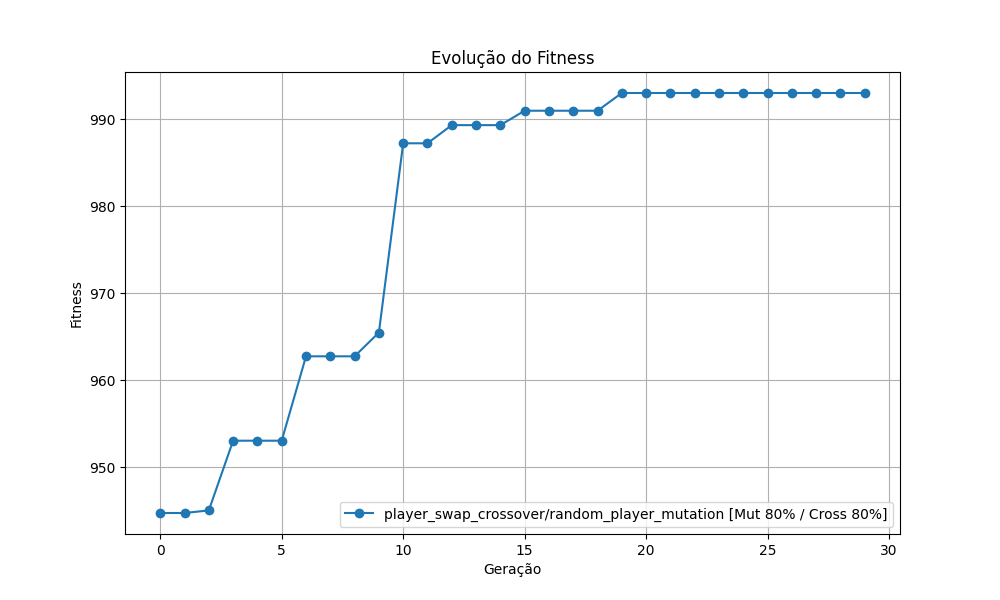 Evolução do Fitness
Fitness
990
980
970
960
950
player_swap_crossover/random_player_mutation [Mut 80% / Cross 80%]
0 5 10 15 20 25 30
Geração